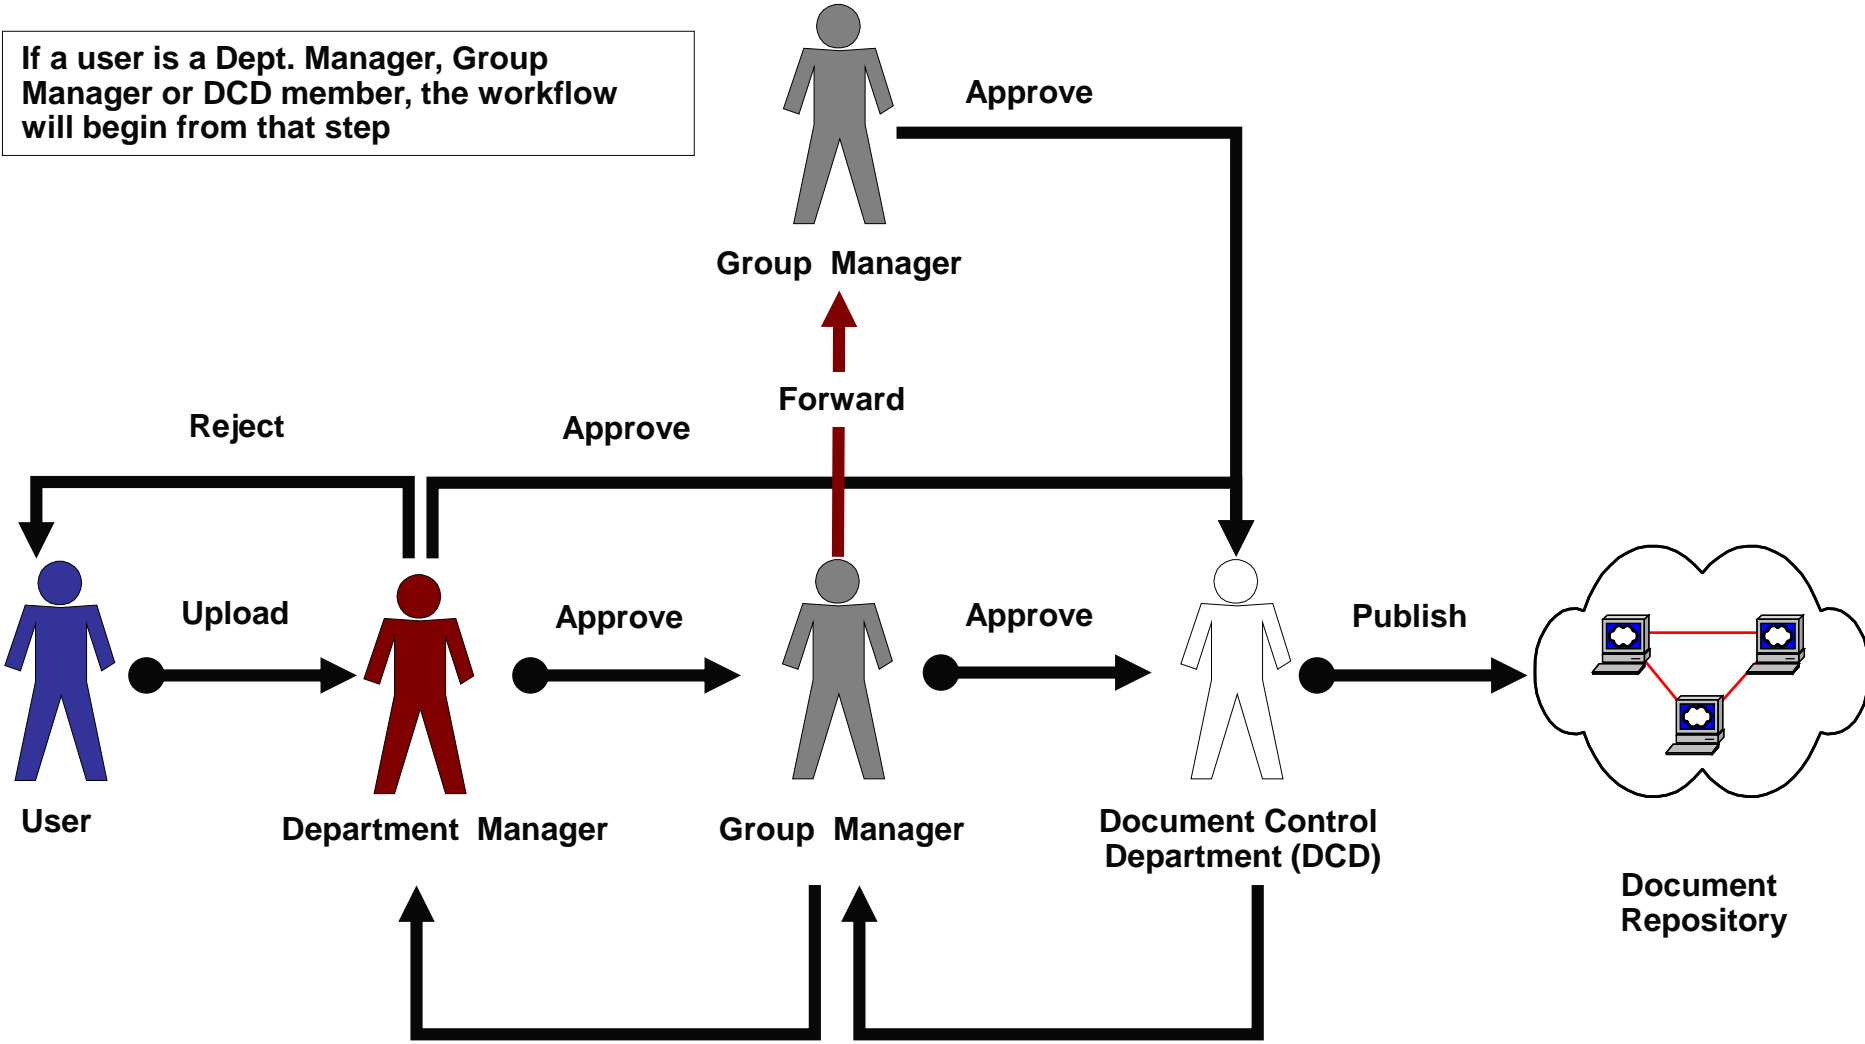 If a user is a Dept. Manager, Group
Manager or DCD member, the workflow
will begin from that step
Approve
Group Manager
Forward
Reject
Approve
Upload
Approve
Approve
Publish
User
Department Manager
Group Manager
Document Control
Department (DCD)
Document
Repository